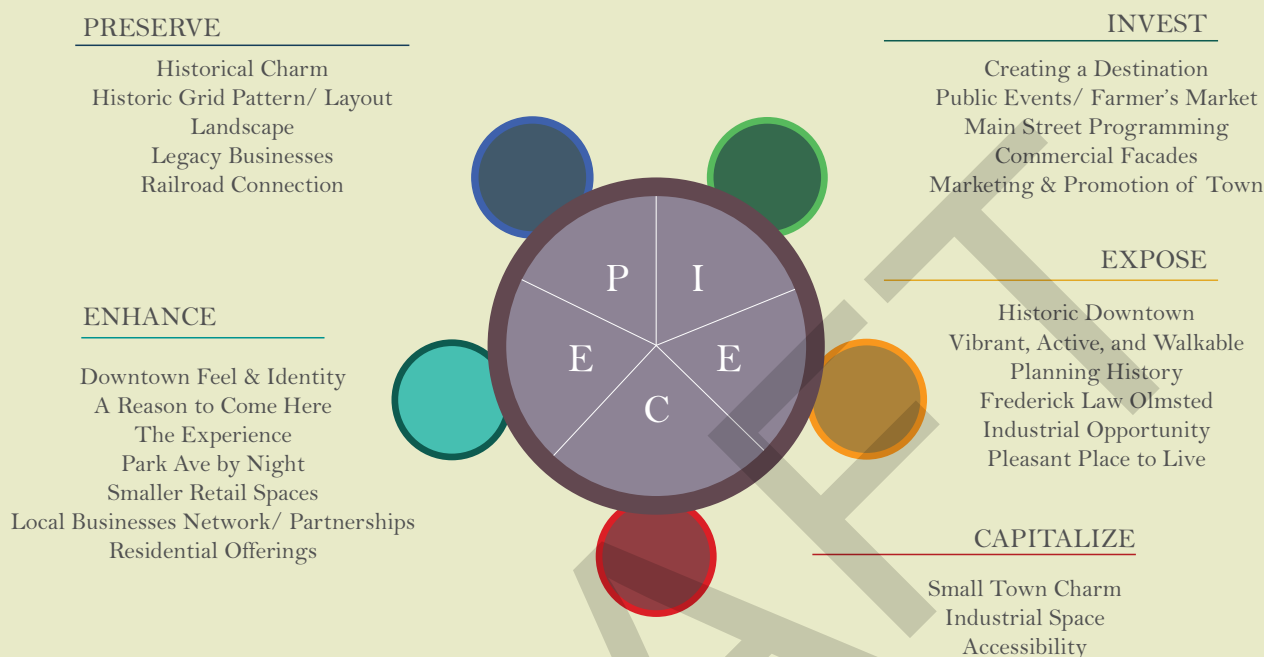 PRESERVE
Historical Charm
Historic Grid Pattern/ Layout
Landscape
Legacy Businesses
Railroad Connection
INVEST
Creating a Destination
Public Events/ Farmer's Market
Main Street Programming
Commercial Facades
Marketing & Promotion of Town
P
I
E
E
C
ENHANCE
Downtown Feel & Identity
A Reason to Come Here
The Experience
Park Ave by Night
Smaller Retail Spaces
Local Businesses Network/ Partnerships
Residential Offerings
EXPOSE
Historic Downtown
Vibrant, Active, and Walkable
Planning History
Frederick Law Olmsted
Industrial Opportunity
Pleasant Place to Live
CAPITALIZE
Small Town Charm
Industrial Space
Accessibility
AFT